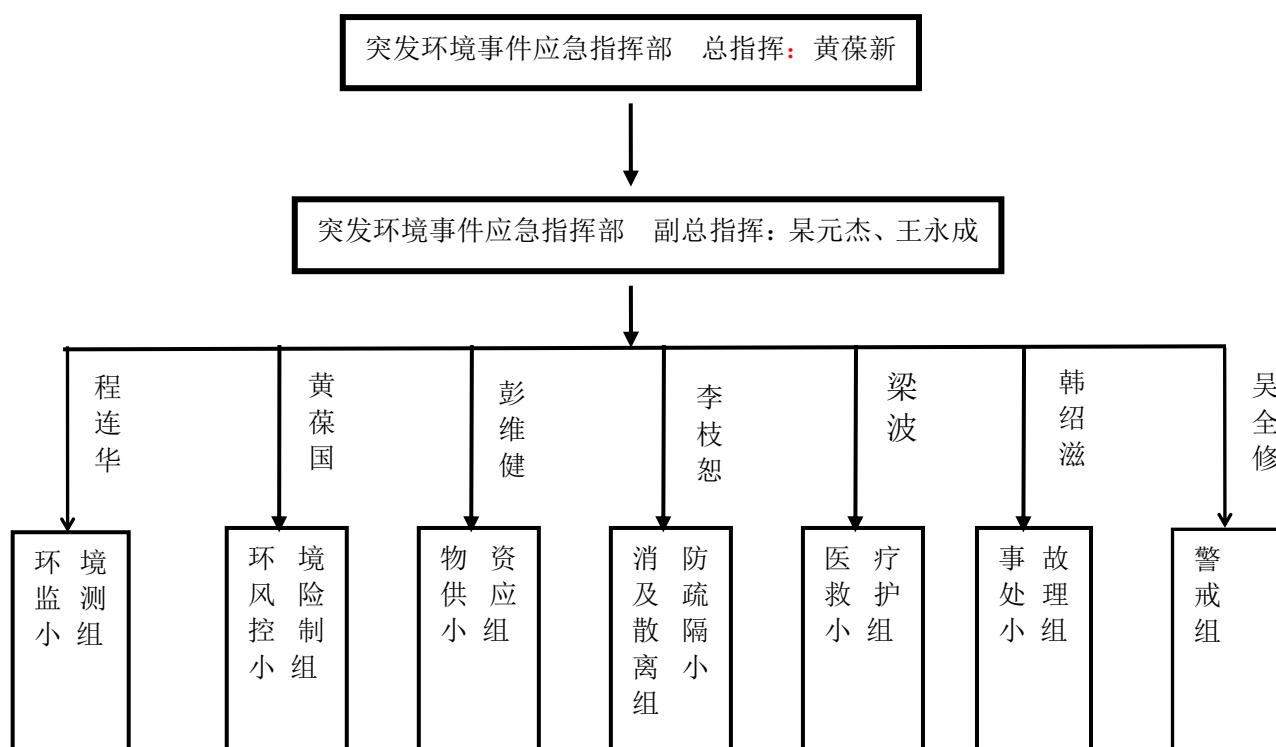 突发环境事件应急指挥部 总指挥：黄葆新
突发环境事件应急指挥部 副总指挥：杲元杰、王永成
程连华
黄葆国
彭维健
李枝恕
梁波
韩绍滋
吴全修
环境
监测
小组
环境
风险
控制
小组
物资
供应
小组
消防
及疏
散隔
离小
组
医疗
救护
小组
事故
处理
小组
警
戒
组